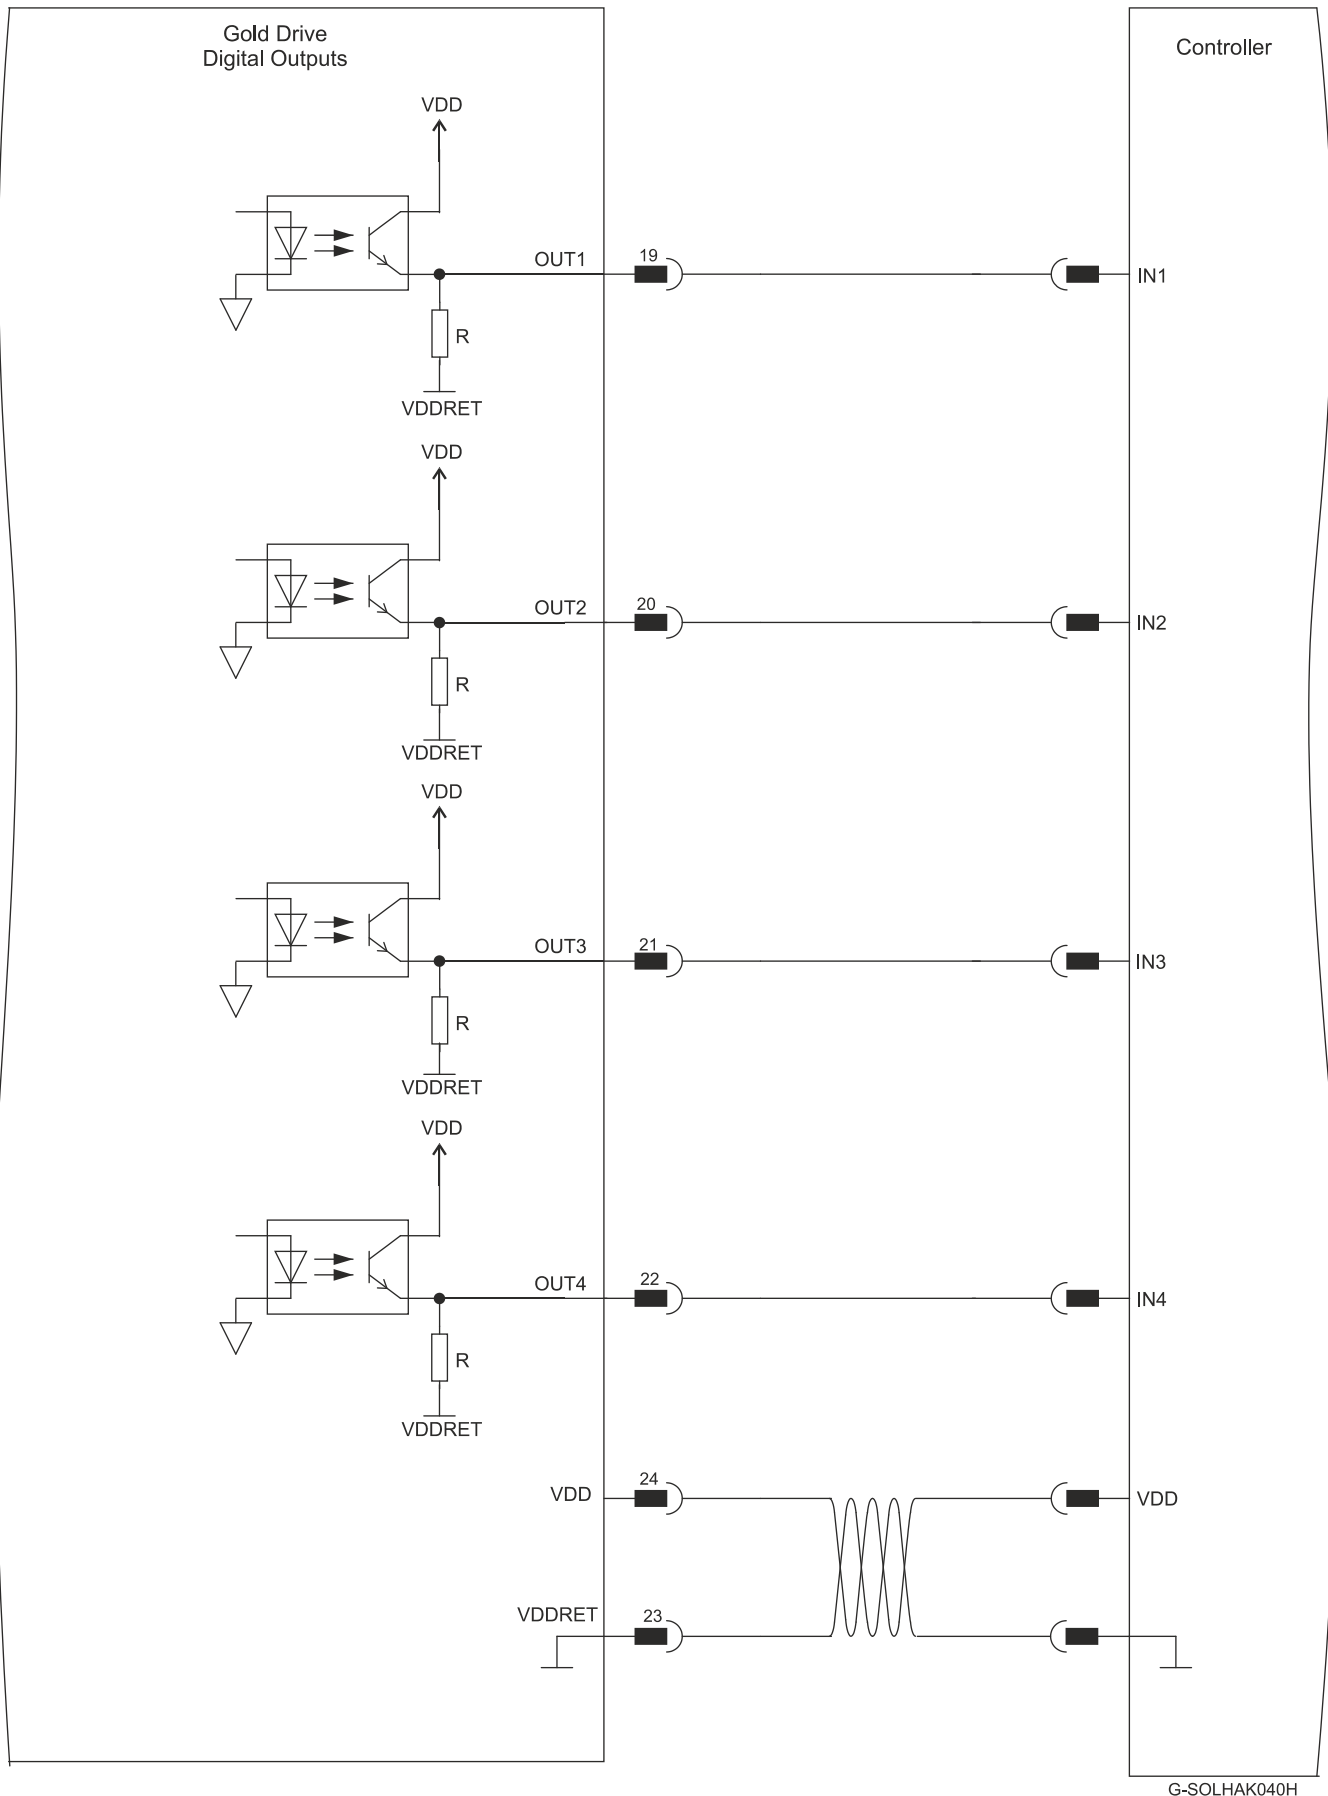 Gold Drive
Digital Outputs
Controller
VDD
OUT1
19
IN1
R
VDDRET
VDD
OUT2
20
IN2
R
VDDRET
VDD
OUT3
21
IN3
R
VDDRET
VDD
OUT4
22
IN4
R
VDDRET
VDD
24
VDD
VDDRET
23
G-SOLHAK040H